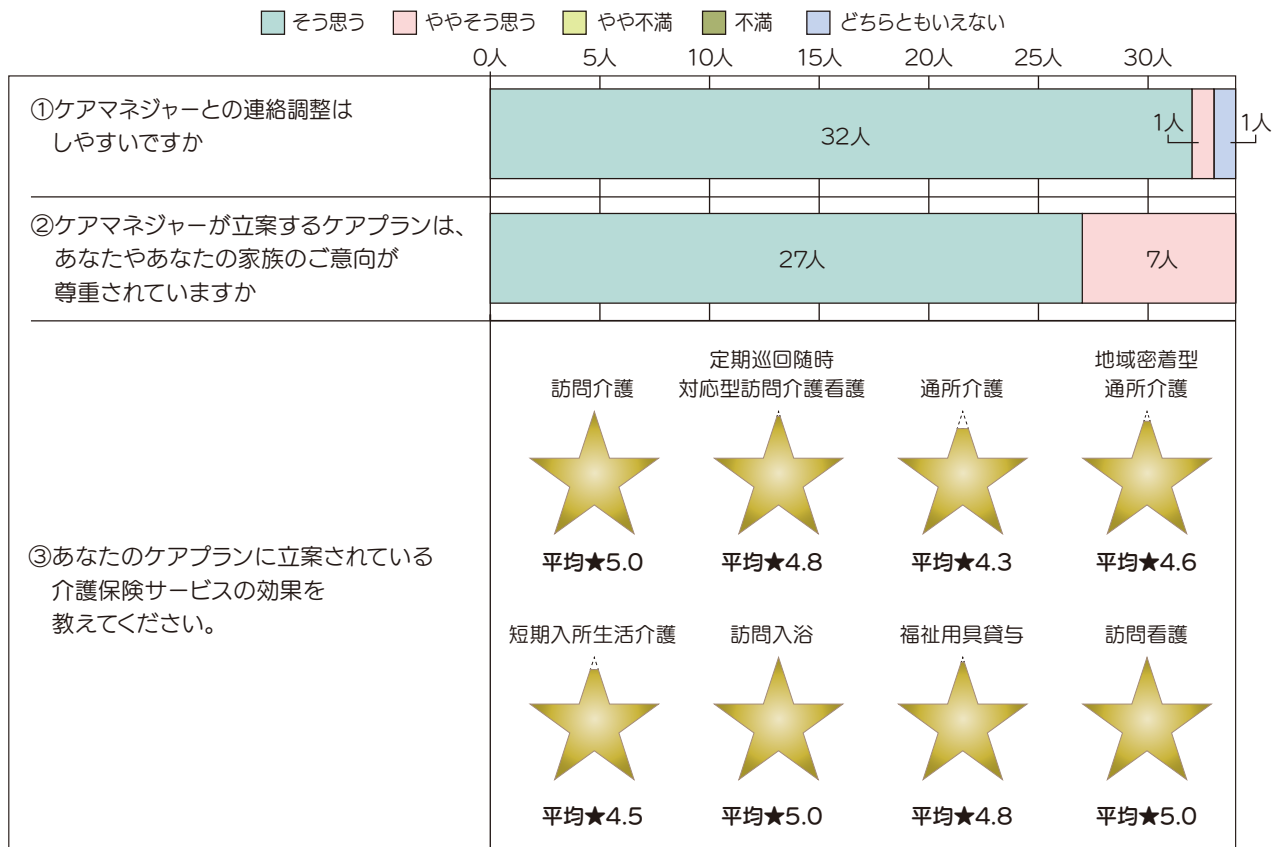 そう思う ややそう思う やや不満 不満 どちらともいえない
0人 5人 10人 15人 20人 25人 30人
①ケアマネジャーとの連絡調整は
しやすいですか
32人 1人 1人
②ケアマネジャーが立案するケアプランは、
あなたやあなたの家族のご意向が
尊重されていますか
27人 7人
③あなたのケアプランに立案されている
介護保険サービスの効果を
教えてください。
訪問介護
定期巡回随時
対応型訪問介護看護
通所介護
地域密着型
通所介護
平均★5.0 平均★4.8 平均★4.3 平均★4.6
短期入所生活介護 訪問入浴 福祉用具貸与 訪問看護
平均★4.5 平均★5.0 平均★4.8 平均★5.0